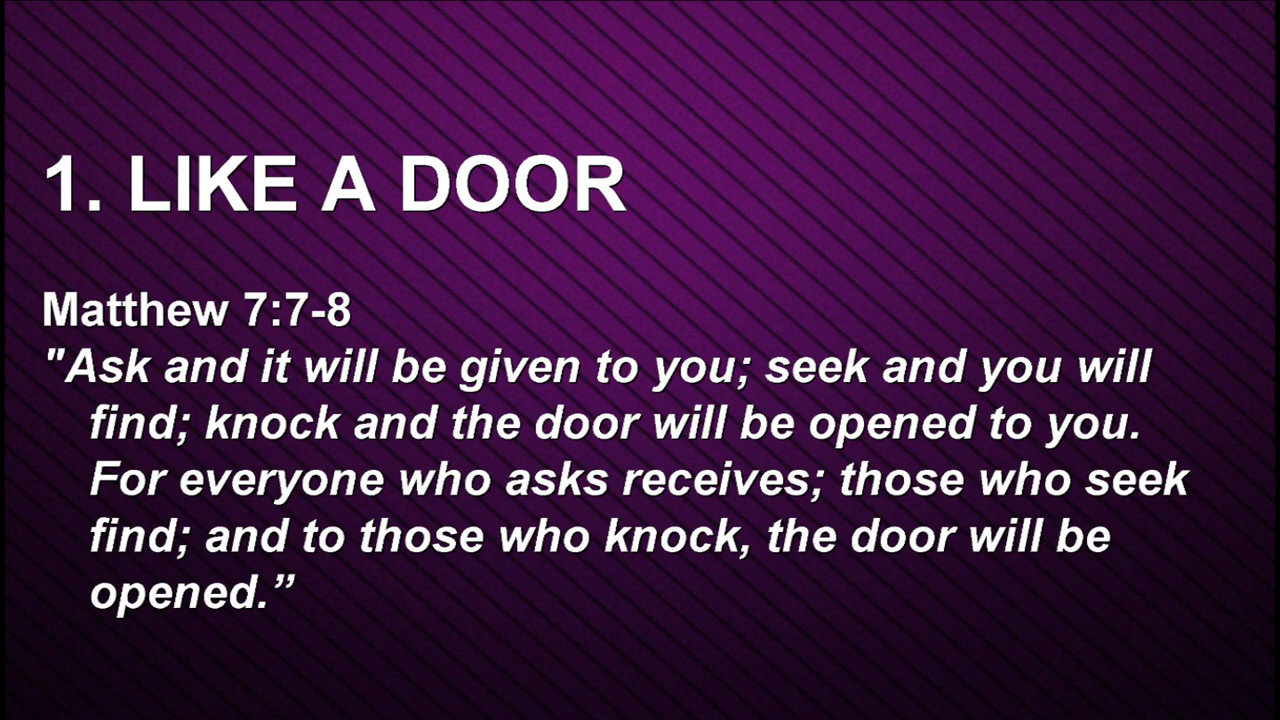 1. LIKE A DOOR
Matthew 7:7-8
"Ask and it will be given to you; seek and you will
find; knock and the door will be opened to you.
For everyone who asks receives; those who seek
find; and to those who knock, the door will be
opened.”